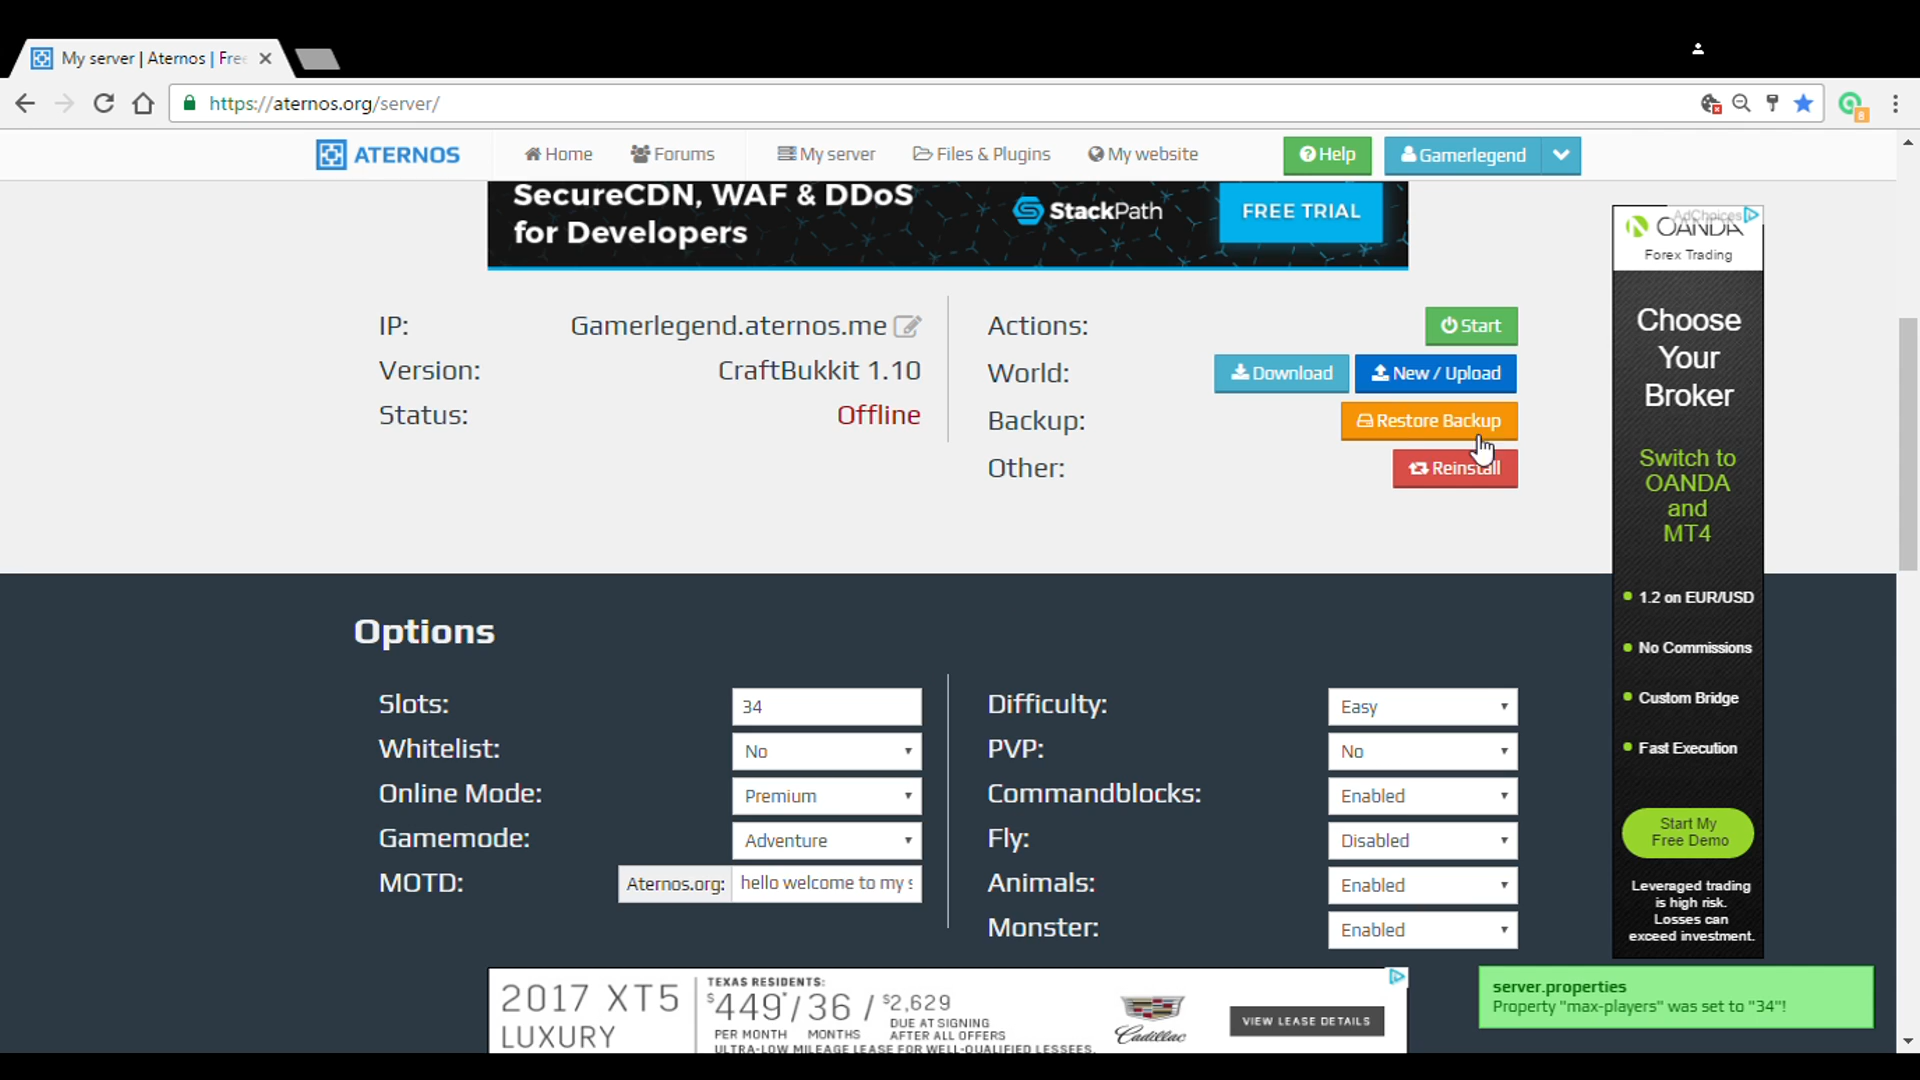 My server | Aternos | Free
https://aternos.org/server/
8
ATERNOS
Home
Forums
My server
Files & Plugins
My website
Help
Gamerlegend
SecureCDN, WAF & DDoS
for Developers
StackPath
FREE TRIAL
IP:
Gamerlegend.aternos.me
Version:
CraftBukkit 1.10
Status:
Offline
Actions:
Start
World:
Download
New / Upload
Backup:
Restore Backup
Other:
Reinstall
AdChoices
OANDA
Forex Trading
Choose
Your
Broker
Switch to
OANDA
and
MT4
1.2 on EUR/USD
No Commissions
Custom Bridge
Fast Execution
Start My
Free Demo
Leveraged trading
is high risk.
Losses can
exceed investment.
Options
Slots:
34
Whitelist:
No
Online Mode:
Premium
Gamemode:
Adventure
MOTD:
Aternos.org:
hello welcome to my s
Difficulty:
Easy
PVP:
No
Commandblocks:
Enabled
Fly:
Disabled
Animals:
Enabled
Monster:
Enabled
2017 XT5
LUXURY
TEXAS RESIDENTS:
$449*/36 / $2,629
PER MONTH MONTHS
DUE AT SIGNING
AFTER ALL OFFERS
ULTRA-LOW MILEAGE LEASE FOR WELL-QUALIFIED LESSEES.
Cadillac
VIEW LEASE DETAILS
server.properties
Property "max-players" was set to "34"!